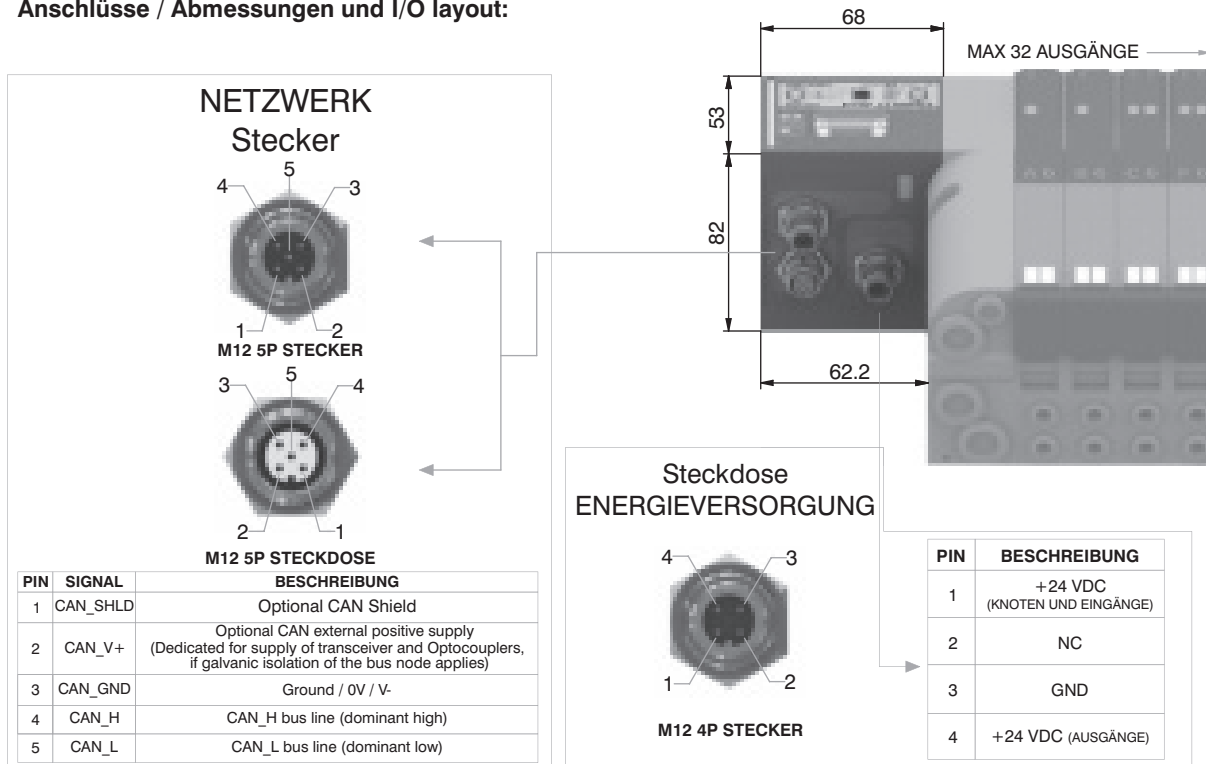 Anschlüsse / Abmessungen und I/O layout:
68
MAX 32 AUSGÄNGE
53
82
62.2
NETZWERK
Stecker
5
4
3
1
2
M12 5P STECKER
5
3
4
2
1
M12 5P STECKDOSE
PIN SIGNAL BESCHREIBUNG
1 CAN_SHLD Optional CAN Shield
2 CAN_V+ Optional CAN external positive supply
(Dedicated for supply of transceiver and Optocouplers,
if galvanic isolation of the bus node applies)
3 CAN_GND Ground / 0V / V-
4 CAN_H CAN_H bus line (dominant high)
5 CAN_L CAN_L bus line (dominant low)
Steckdose
ENERGIEVERSORGUNG
4
3
1
2
M12 4P STECKER
PIN BESCHREIBUNG
1 +24 VDC
(KNOTEN UND EINGÄNGE)
2 NC
3 GND
4 +24 VDC (AUSGÄNGE)